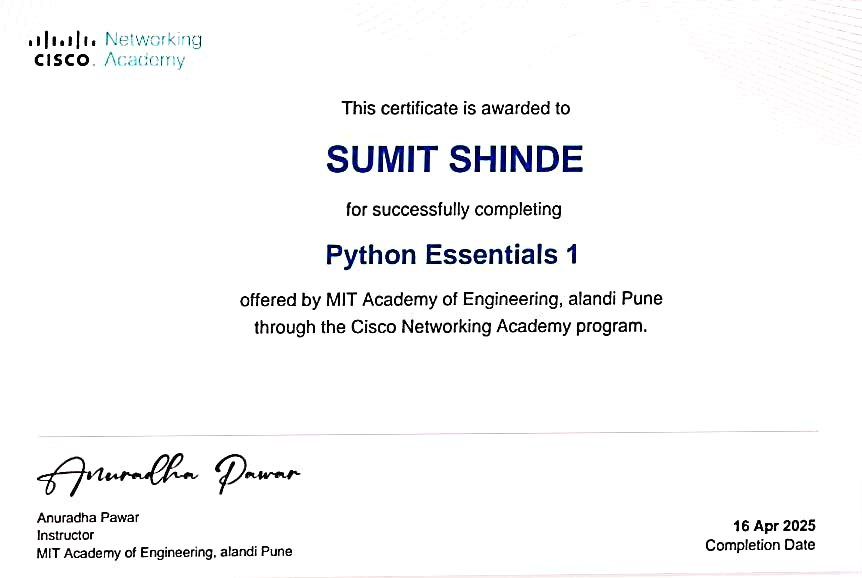 Networking
CISCO. Academy
This certificate is awarded to
SUMIT SHINDE
for successfully completing
Python Essentials 1
offered by MIT Academy of Engineering, alandi Pune
through the Cisco Networking Academy program.
Anuradha Pawar
Anuradha Pawar
Instructor
MIT Academy of Engineering, alandi Pune
16 Apr 2025
Completion Date